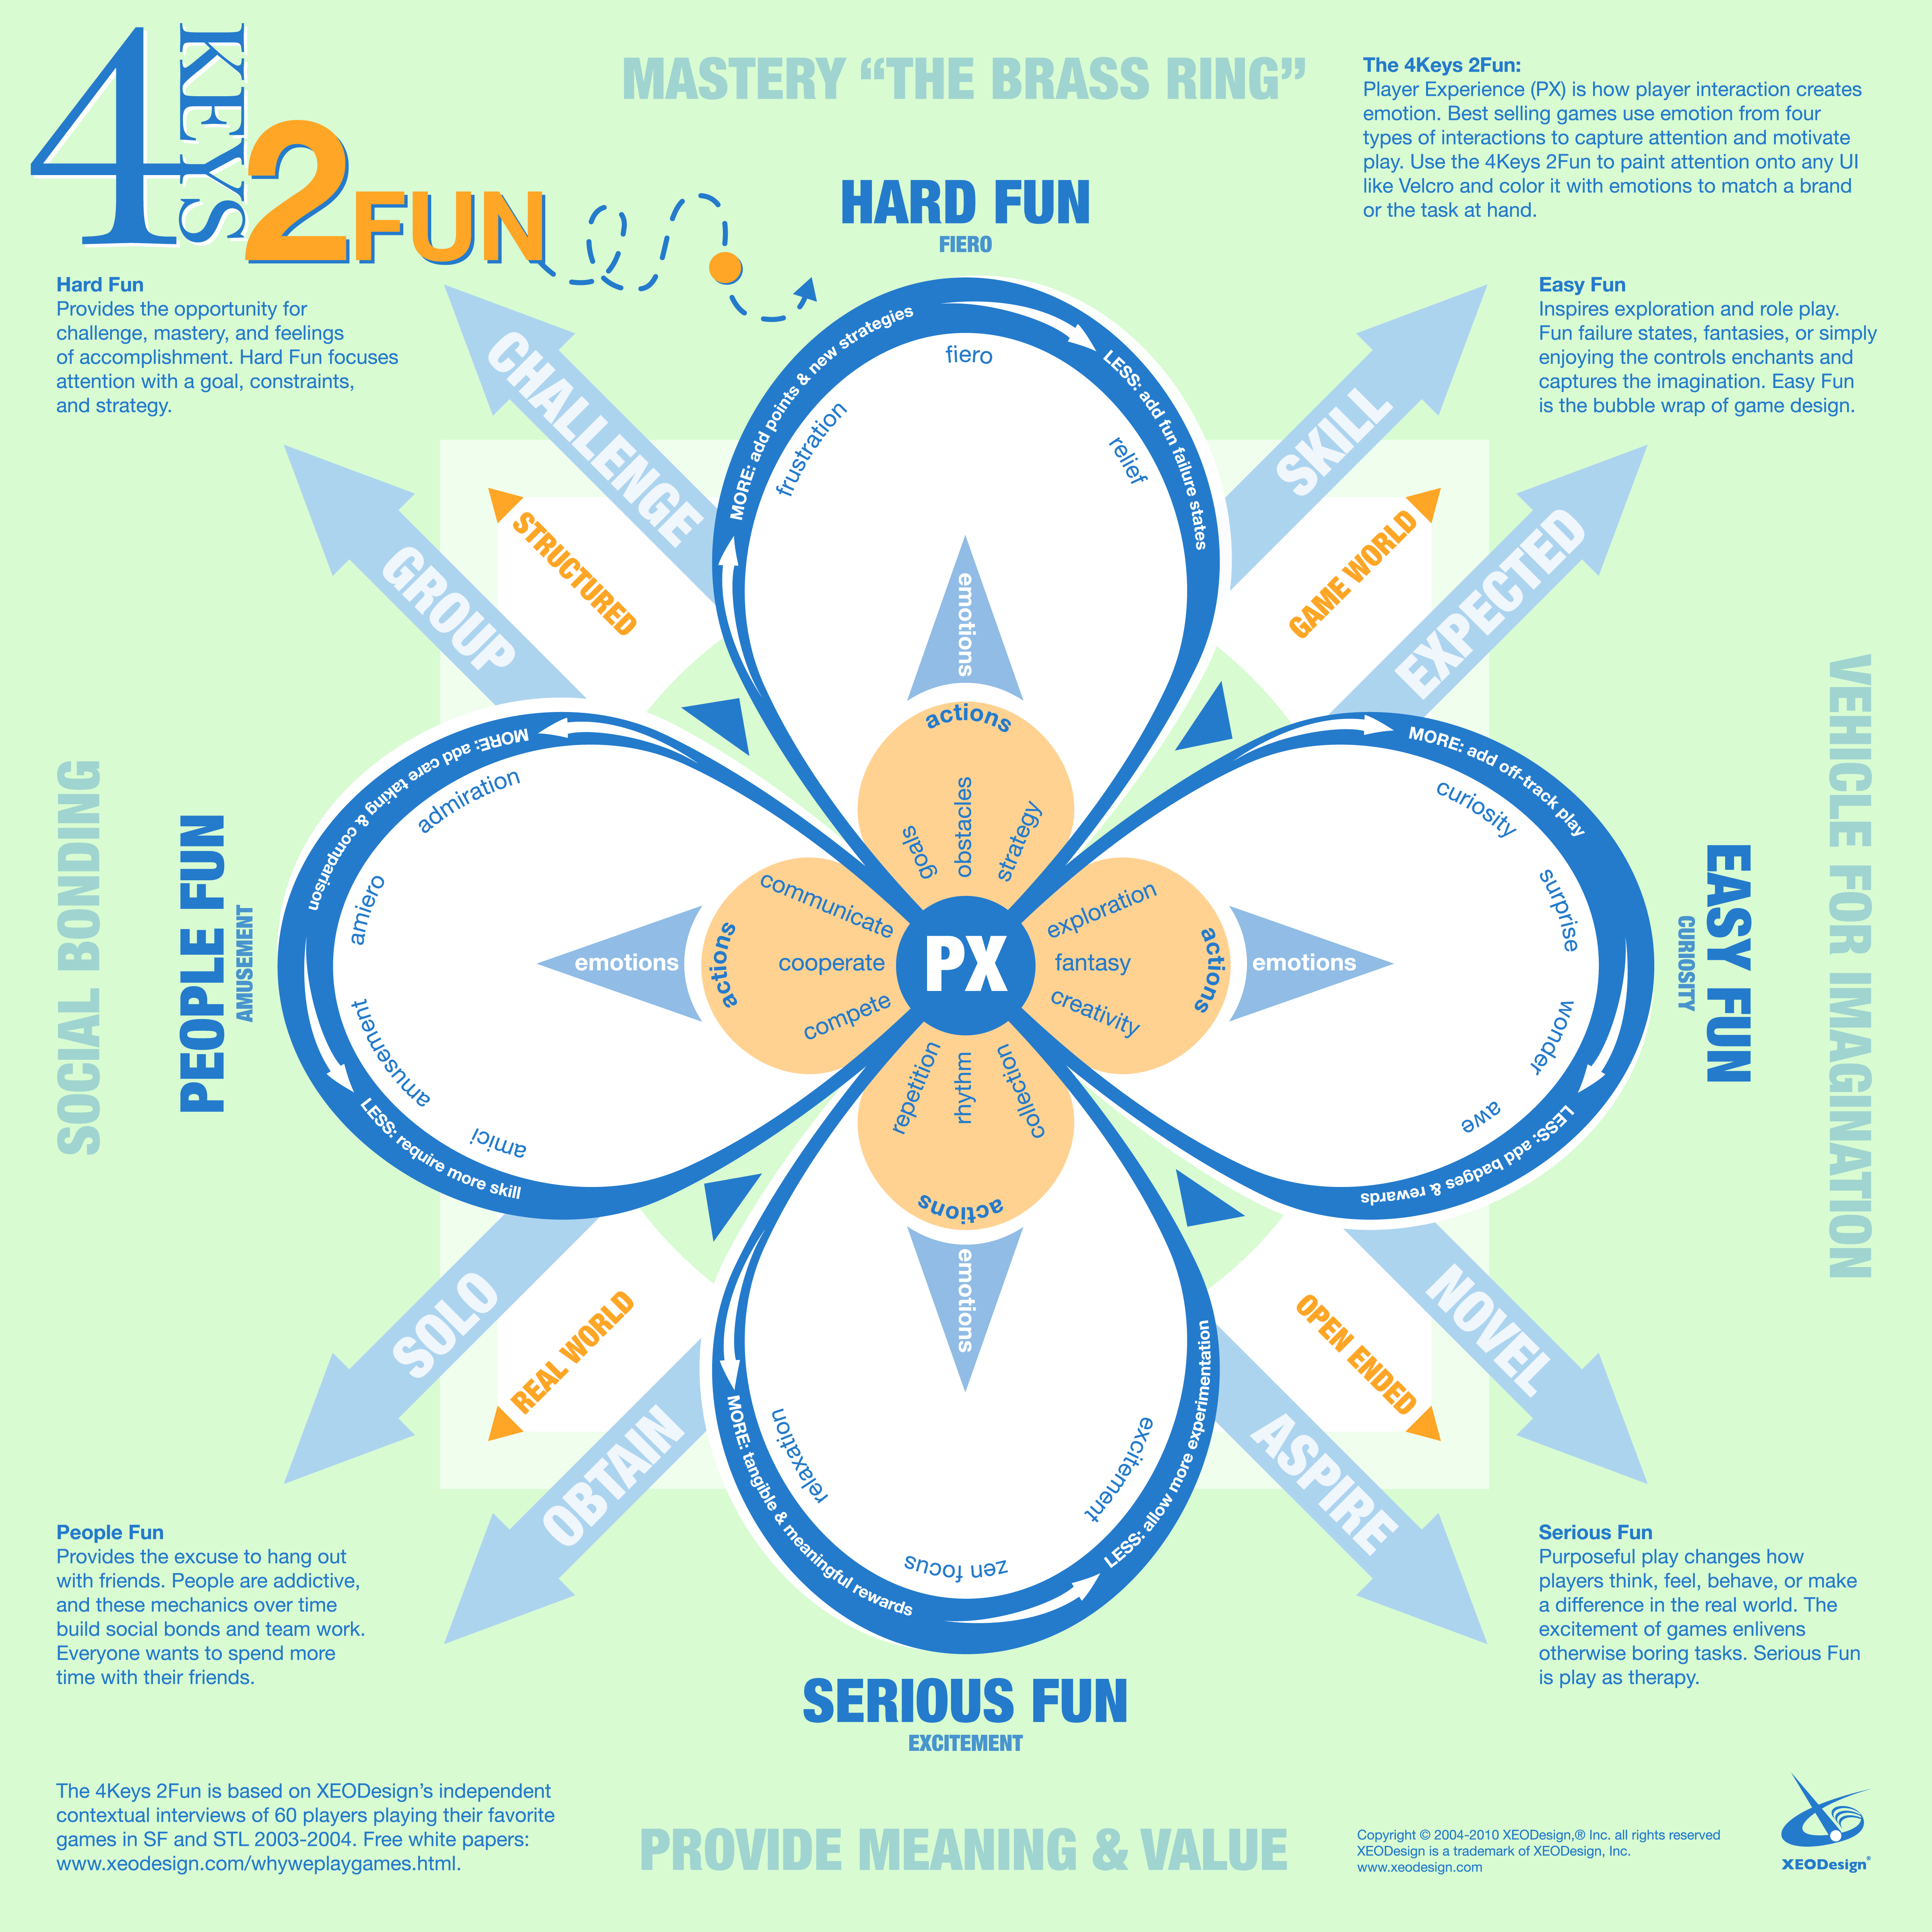 4 KEYS 2 FUN
MASTERY “THE BRASS RING”
The 4Keys 2Fun:
Player Experience (PX) is how player interaction creates
emotion. Best selling games use emotion from four
types of interactions to capture attention and motivate
play. Use the 4Keys 2Fun to paint attention onto any UI
like Velcro and color it with emotions to match a brand
or the task at hand.
HARD FUN
FIERO
Hard Fun
Provides the opportunity for
challenge, mastery, and feelings
of accomplishment. Hard Fun focuses
attention with a goal, constraints,
and strategy.
Easy Fun
Inspires exploration and role play.
Fun failure states, fantasies, or simply
enjoying the controls enchants and
captures the imagination. Easy Fun
is the bubble wrap of game design.
CHALLENGE
GROUP
STRUCTURED
SKILL
EXPECTED
GAME WORLD
MORE: add points & new strategies
LESS: add fun failure states
frustration
fiero
relief
emotions
actions
goals
obstacles
strategy
SOCIAL BONDING
PEOPLE FUN
AMUSEMENT
MORE: add care taking & comparison
LESS: require more skill
admiration
amiero
amusement
amici
emotions
actions
communicate
cooperate
compete
PX
exploration
fantasy
creativity
actions
emotions
MORE: add off-track play
LESS: add badges & rewards
curiosity
surprise
wonder
awe
EASY FUN
CURIOSITY
VEHICLE FOR IMAGINATION
repetition
rhythm
collection
actions
emotions
MORE: tangible & meaningful rewards
LESS: allow more experimentation
relaxation
zen focus
excitement
SOLO
OBTAIN
REAL WORLD
NOVEL
ASPIRE
OPEN ENDED
People Fun
Provides the excuse to hang out
with friends. People are addictive,
and these mechanics over time
build social bonds and team work.
Everyone wants to spend more
time with their friends.
Serious Fun
Purposeful play changes how
players think, feel, behave, or make
a difference in the real world. The
excitement of games enlivens
otherwise boring tasks. Serious Fun
is play as therapy.
SERIOUS FUN
EXCITEMENT
The 4Keys 2Fun is based on XEODesign’s independent
contextual interviews of 60 players playing their favorite
games in SF and STL 2003-2004. Free white papers:
www.xeodesign.com/whyweplaygames.html.
PROVIDE MEANING & VALUE
Copyright © 2004-2010 XEODesign,® Inc. all rights reserved
XEODesign is a trademark of XEODesign, Inc.
www.xeodesign.com
XEODesign®